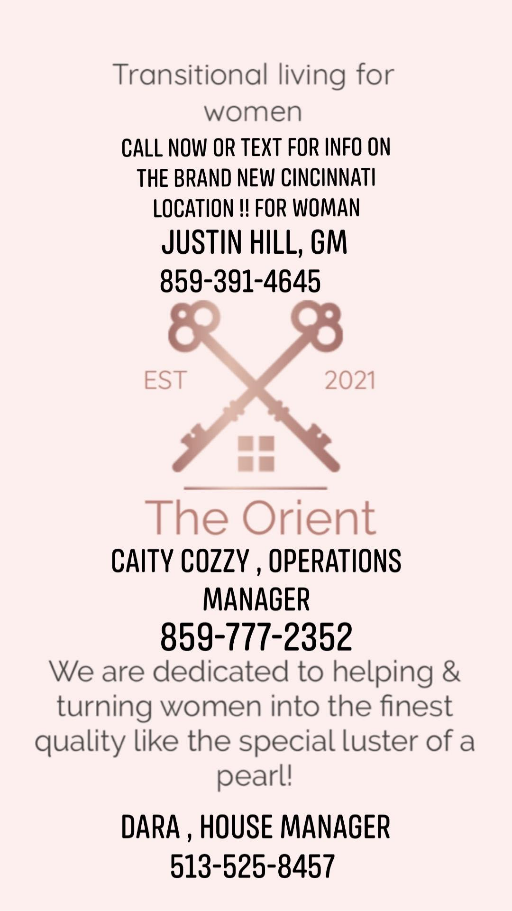 Transitional living for
women
CALL NOW OR TEXT FOR INFO ON
THE BRAND NEW CINCINNATI
LOCATION !! FOR WOMAN
JUSTIN HILL, GM
859-391-4645
EST 2021
The Orient
CAITY COZZY , OPERATIONS
MANAGER
859-777-2352
We are dedicated to helping &
turning women into the finest
quality like the special luster of a
pearl!
DARA , HOUSE MANAGER
513-525-8457